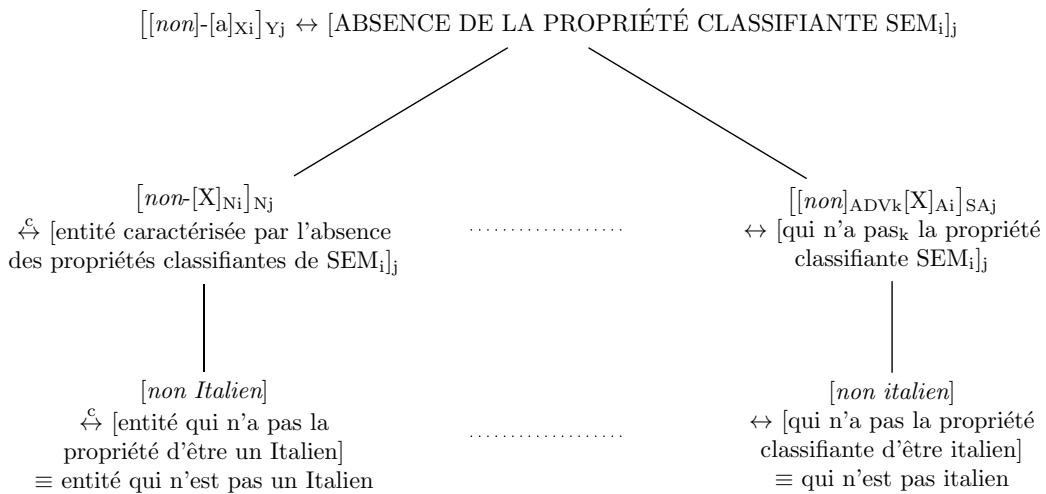 [[non]-[a]Xi]Yj ↔ [ABSENCE DE LA PROPRIÉTÉ CLASSIFIANTE SEMi]j
[non-[X]Ni]Nj
c
↔ [entité caractérisée par l'absence
des propriétés classifiantes de SEMi]j
[[non]ADVk[X]Ai]SAj
↔ [qui n'a pask la propriété
classifiante SEMi]j
[non Italien]
c
↔ [entité qui n'a pas la
propriété d'être un Italien]
≡ entité qui n'est pas un Italien
[non italien]
↔ [qui n'a pas la propriété
classifiante d'être italien]
≡ qui n'est pas italien